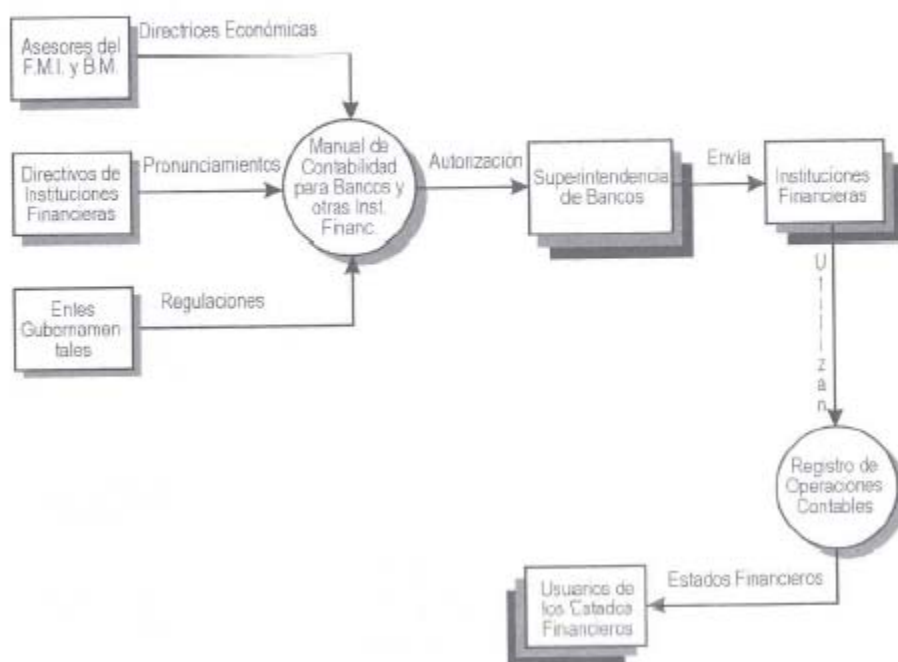 Directrices Económicas
Asesores del
F.M.I. y B.M.
Directivos de
Instituciones
Financieras
Pronunciamientos
Manual de
Contabilidad
para Bancos y
otras Inst.
Financ.
Autorización
Superintendencia
de Bancos
Envía
Instituciones
Financieras
Utilizan
Entes
Gubornamen
tales
Regulaciones
Registro de
Operaciones
Contables
Estados Financieros
Usuarios de
los Estados
Financieros